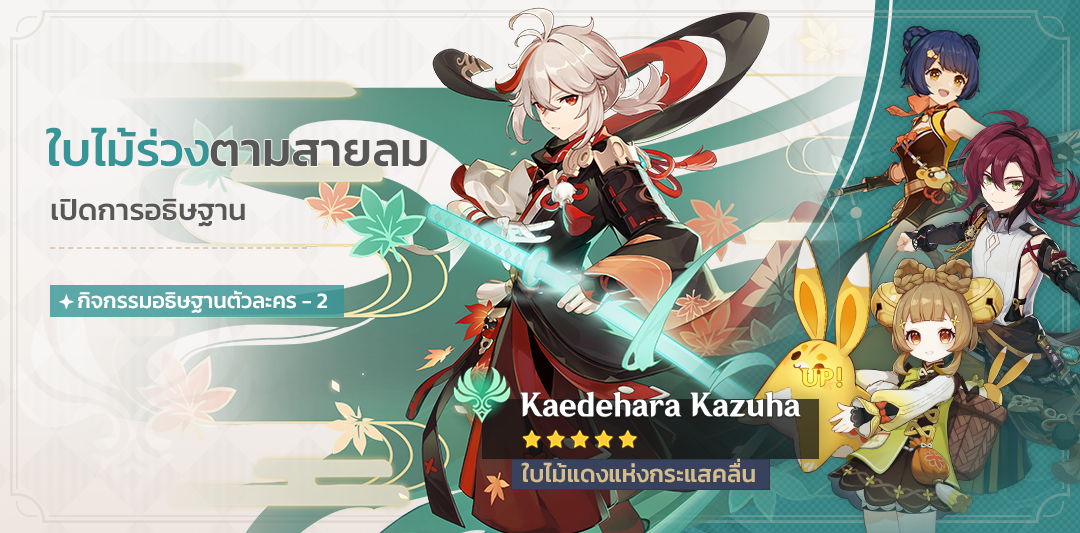 ใบไม้ร่วงตามสายลม
เปิดการอธิษฐาน
กิจกรรมอธิษฐานตัวละคร - 2
UP!
Kaedehara Kazuha
ใบไม้แดงแห่งกระแสคลื่น